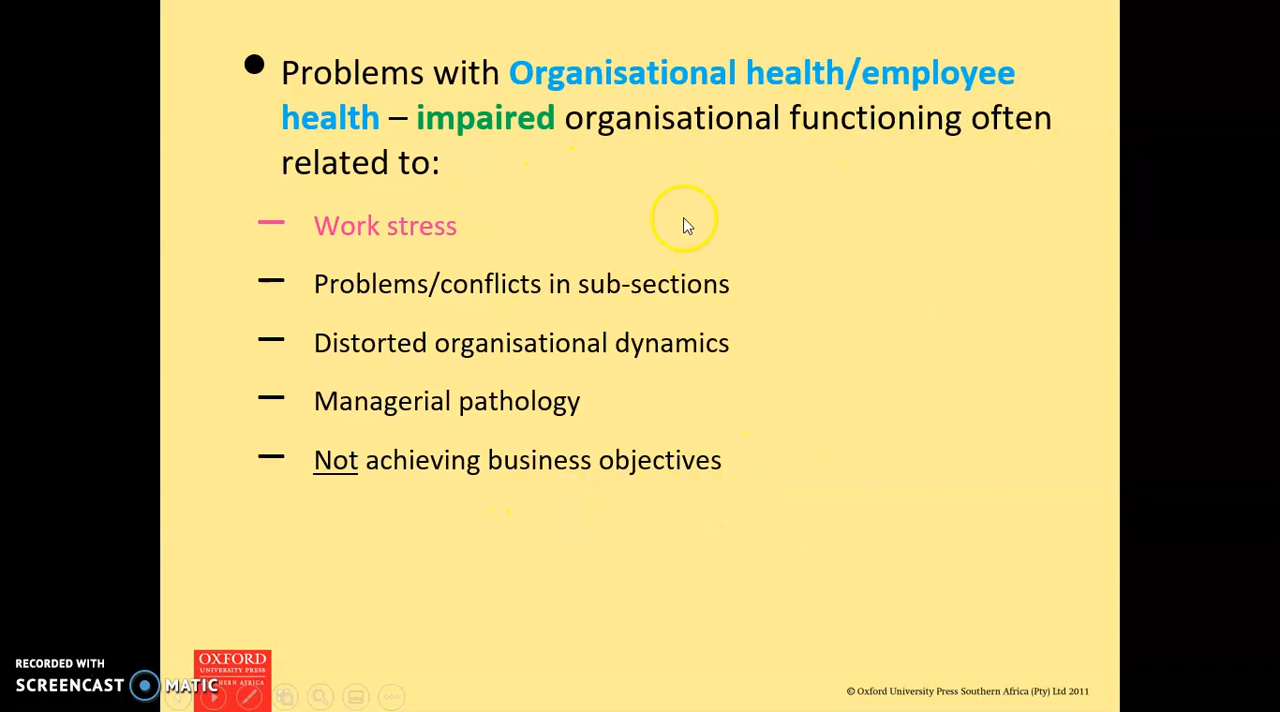 Problems with Organisational health/employee
health – impaired organisational functioning often
related to:
— Work stress
— Problems/conflicts in sub-sections
— Distorted organisational dynamics
— Managerial pathology
— Not achieving business objectives
RECORDED WITH
SCREENCAST MATIC
OXFORD
UNIVERSITY PRESS
© Oxford University Press Southern Africa (Pty) Ltd 2011